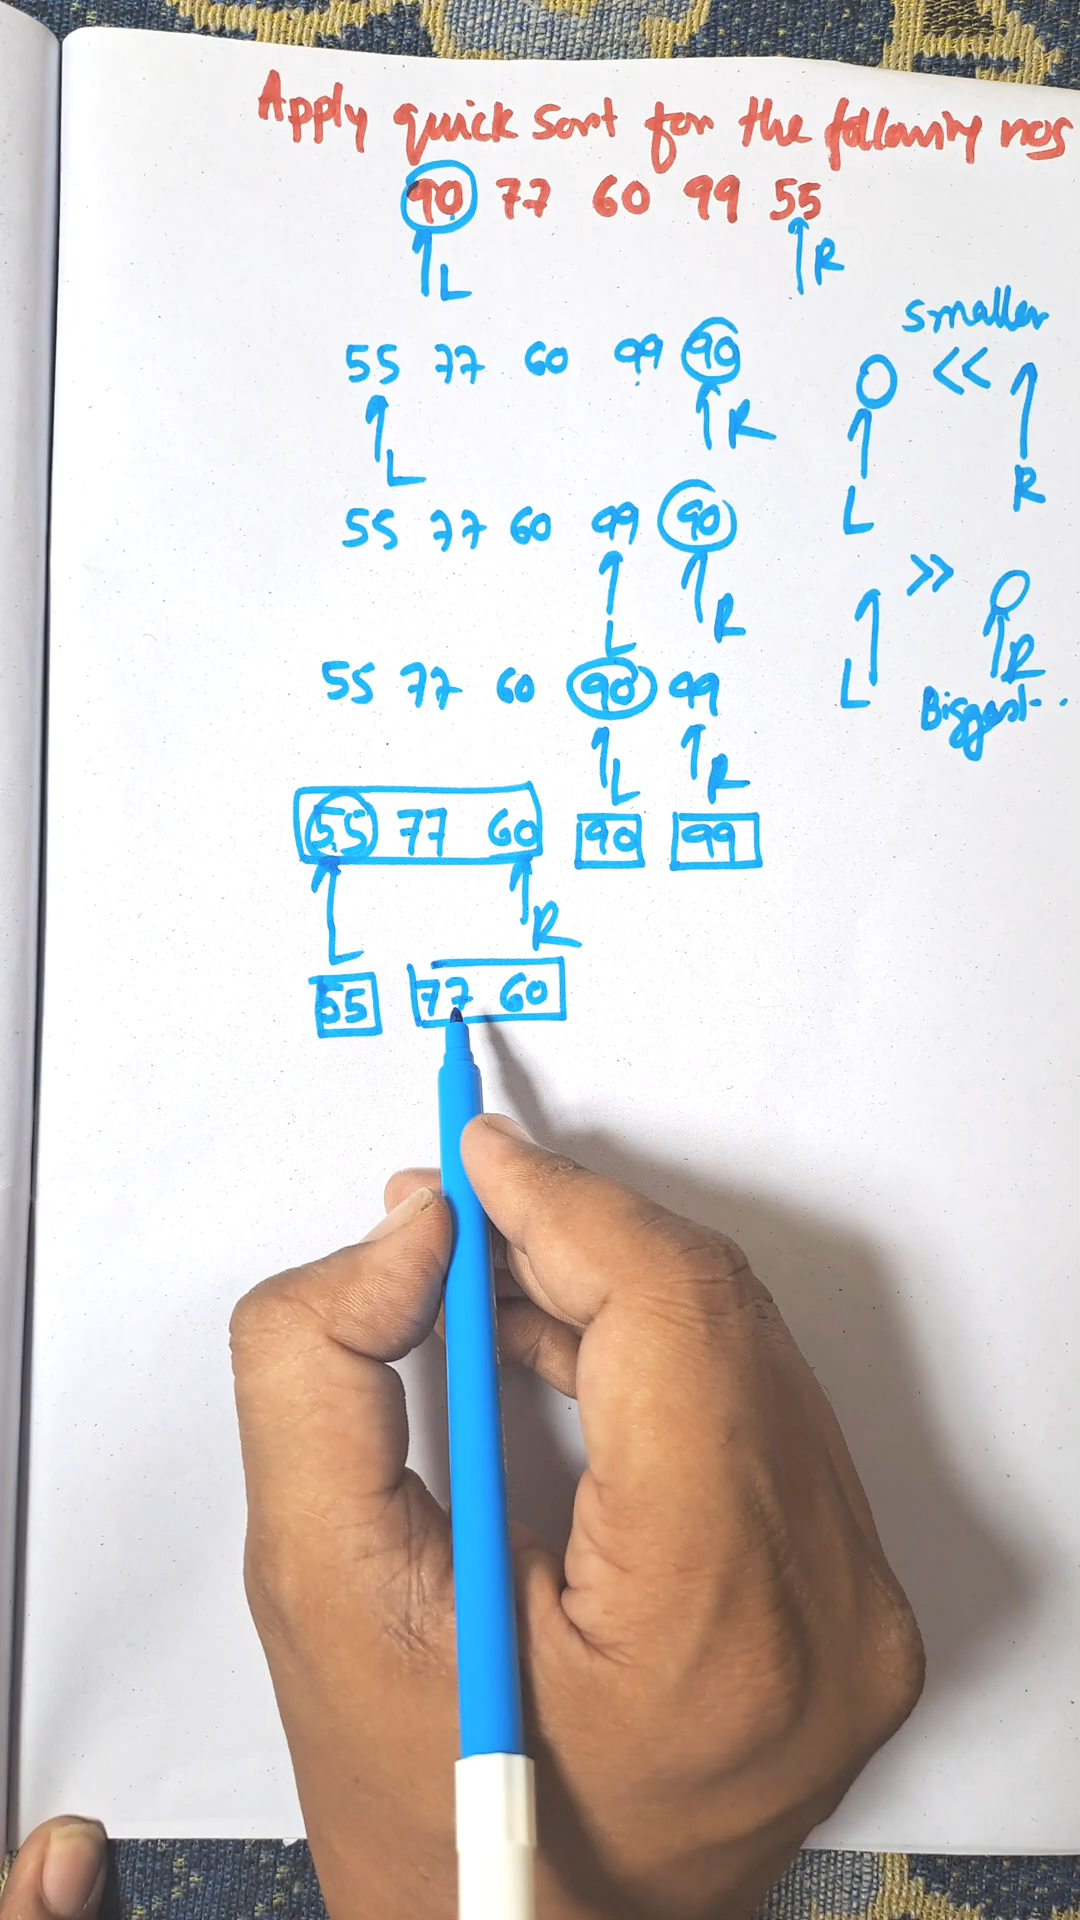 Apply quick sort for the following nos
90 77 60 99 55
L R
55 77 60 99 90
L R
55 77 60 99 90
L R
55 77 60 90 99
L R
55 77 60 90 99
L R
55 77 60
smaller
<<
L R
>>
L R
Biggest..